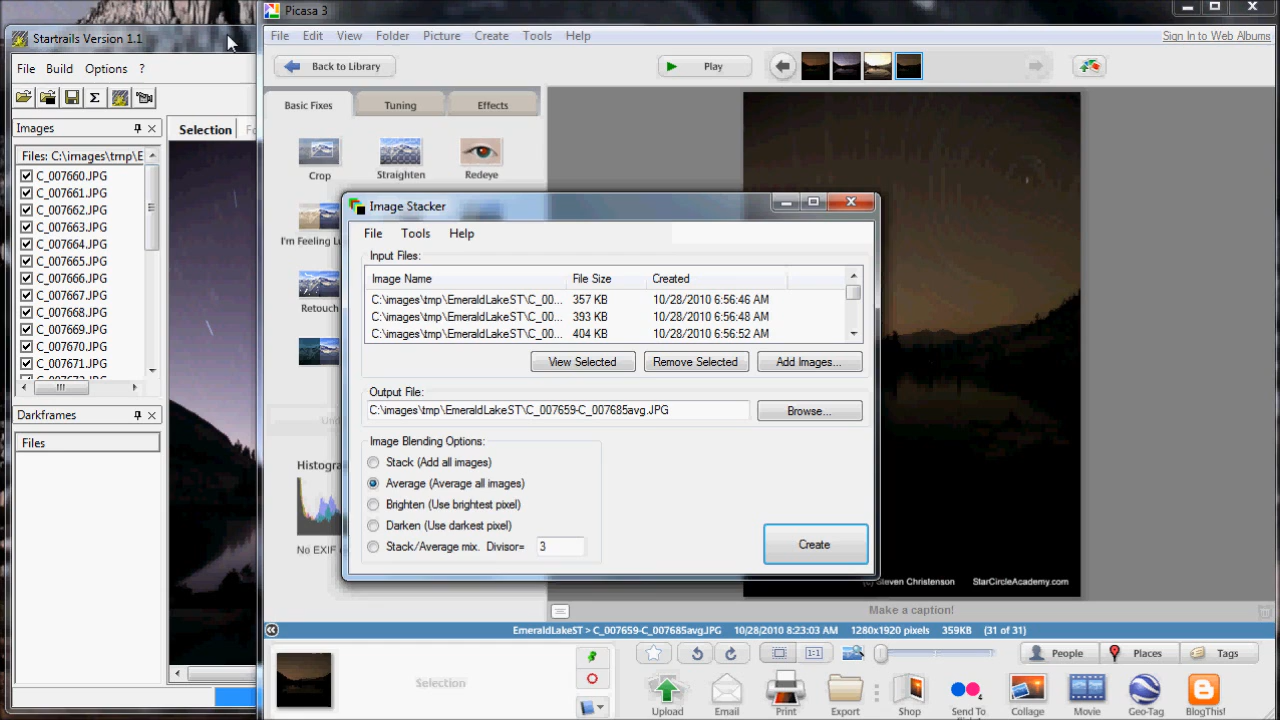 Startrails Version 1.1
File Build Options ?
Images
Selection
Files: C:\images\tmp\E
C_007660.JPG
C_007661.JPG
C_007662.JPG
C_007663.JPG
C_007664.JPG
C_007665.JPG
C_007666.JPG
C_007667.JPG
C_007668.JPG
C_007669.JPG
C_007670.JPG
C_007671.JPG
Darkframes
Files
Picasa 3
File Edit View Folder Picture Create Tools Help
Sign In to Web Albums
Back to Library
Play
Basic Fixes Tuning Effects
Crop Straighten Redeye
I'm Feeling Lu
Retouch
Histogra
No EXIF
Image Stacker
File Tools Help
Input Files:
Image Name File Size Created
C:\images\tmp\EmeraldLakeST\C_00... 357 KB 10/28/2010 6:56:46 AM
C:\images\tmp\EmeraldLakeST\C_00... 393 KB 10/28/2010 6:56:48 AM
C:\images\tmp\EmeraldLakeST\C_00... 404 KB 10/28/2010 6:56:52 AM
View Selected Remove Selected Add Images...
Output File:
C:\images\tmp\EmeraldLakeST\C_007659-C_007685avg.JPG
Browse...
Image Blending Options:
Stack (Add all images)
Average (Average all images)
Brighten (Use brightest pixel)
Darken (Use darkest pixel)
Stack/Average mix. Divisor= 3
Create
(c) Steven Christenson StarCircleAcademy.com
Make a caption!
EmeraldLakeST > C_007659-C_007685avg.JPG 10/28/2010 8:23:03 AM 1280x1920 pixels 359KB (31 of 31)
Selection
1:1
People Places Tags
Upload Email Print Export Shop Send To Collage Movie Geo-Tag BlogThis!